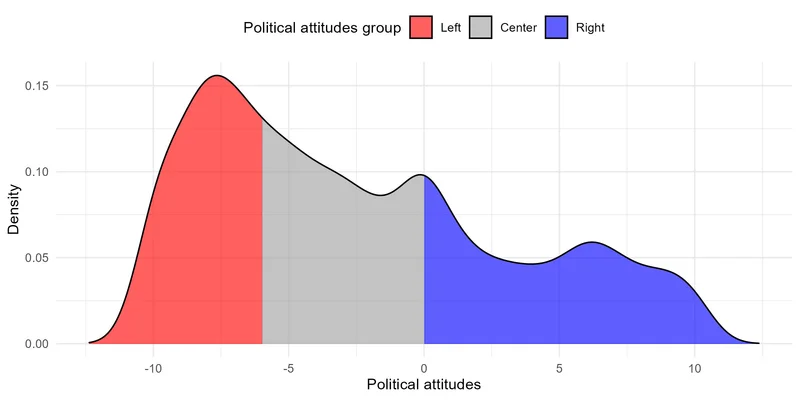 Political attitudes group Left Center Right
0.15
0.10
0.05
0.00
Density
-10 -5 0 5 10
Political attitudes